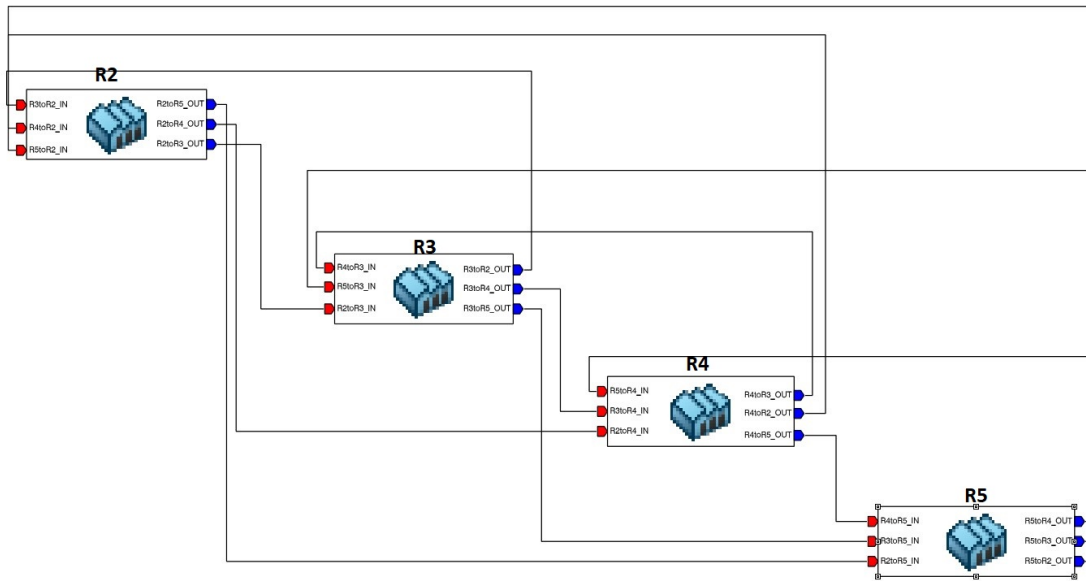 R2
R3toR2_IN
R4toR2_IN
R5toR2_IN
R2toR5_OUT
R2toR4_OUT
R2toR3_OUT
R3
R4toR3_IN
R5toR3_IN
R2toR3_IN
R3toR2_OUT
R3toR4_OUT
R3toR5_OUT
R4
R5toR4_IN
R3toR4_IN
R2toR4_IN
R4toR3_OUT
R4toR2_OUT
R4toR5_OUT
R5
R4toR5_IN
R3toR5_IN
R2toR5_IN
R5toR4_OUT
R5toR3_OUT
R5toR2_OUT